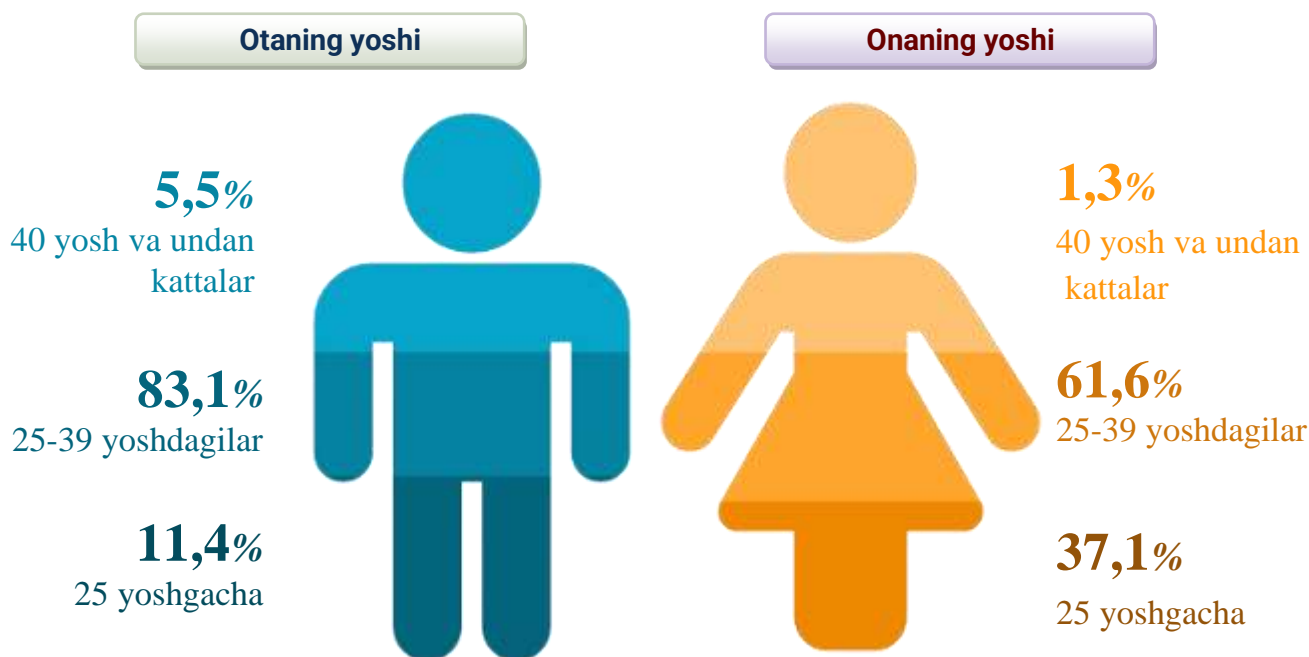 Otaning yoshi
5,5%
40 yosh va undan
kattalar
83,1%
25-39 yoshdagilar
11,4%
25 yoshgacha
Onaning yoshi
1,3%
40 yosh va undan
kattalar
61,6%
25-39 yoshdagilar
37,1%
25 yoshgacha